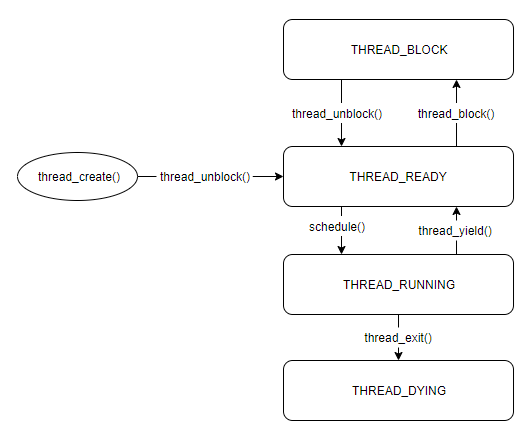 THREAD_BLOCK
thread_unblock()
thread_block()
thread_create()
thread_unblock()
THREAD_READY
schedule()
thread_yield()
THREAD_RUNNING
thread_exit()
THREAD_DYING